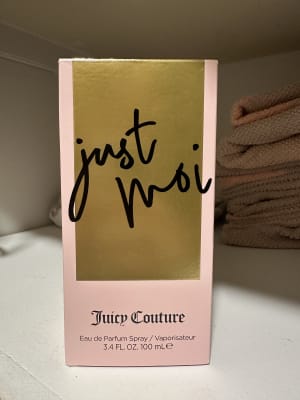 just
moi
Juicy Couture
Eau de Parfum Spray / Vaporisateur
3.4 FL. OZ. 100 mL℮